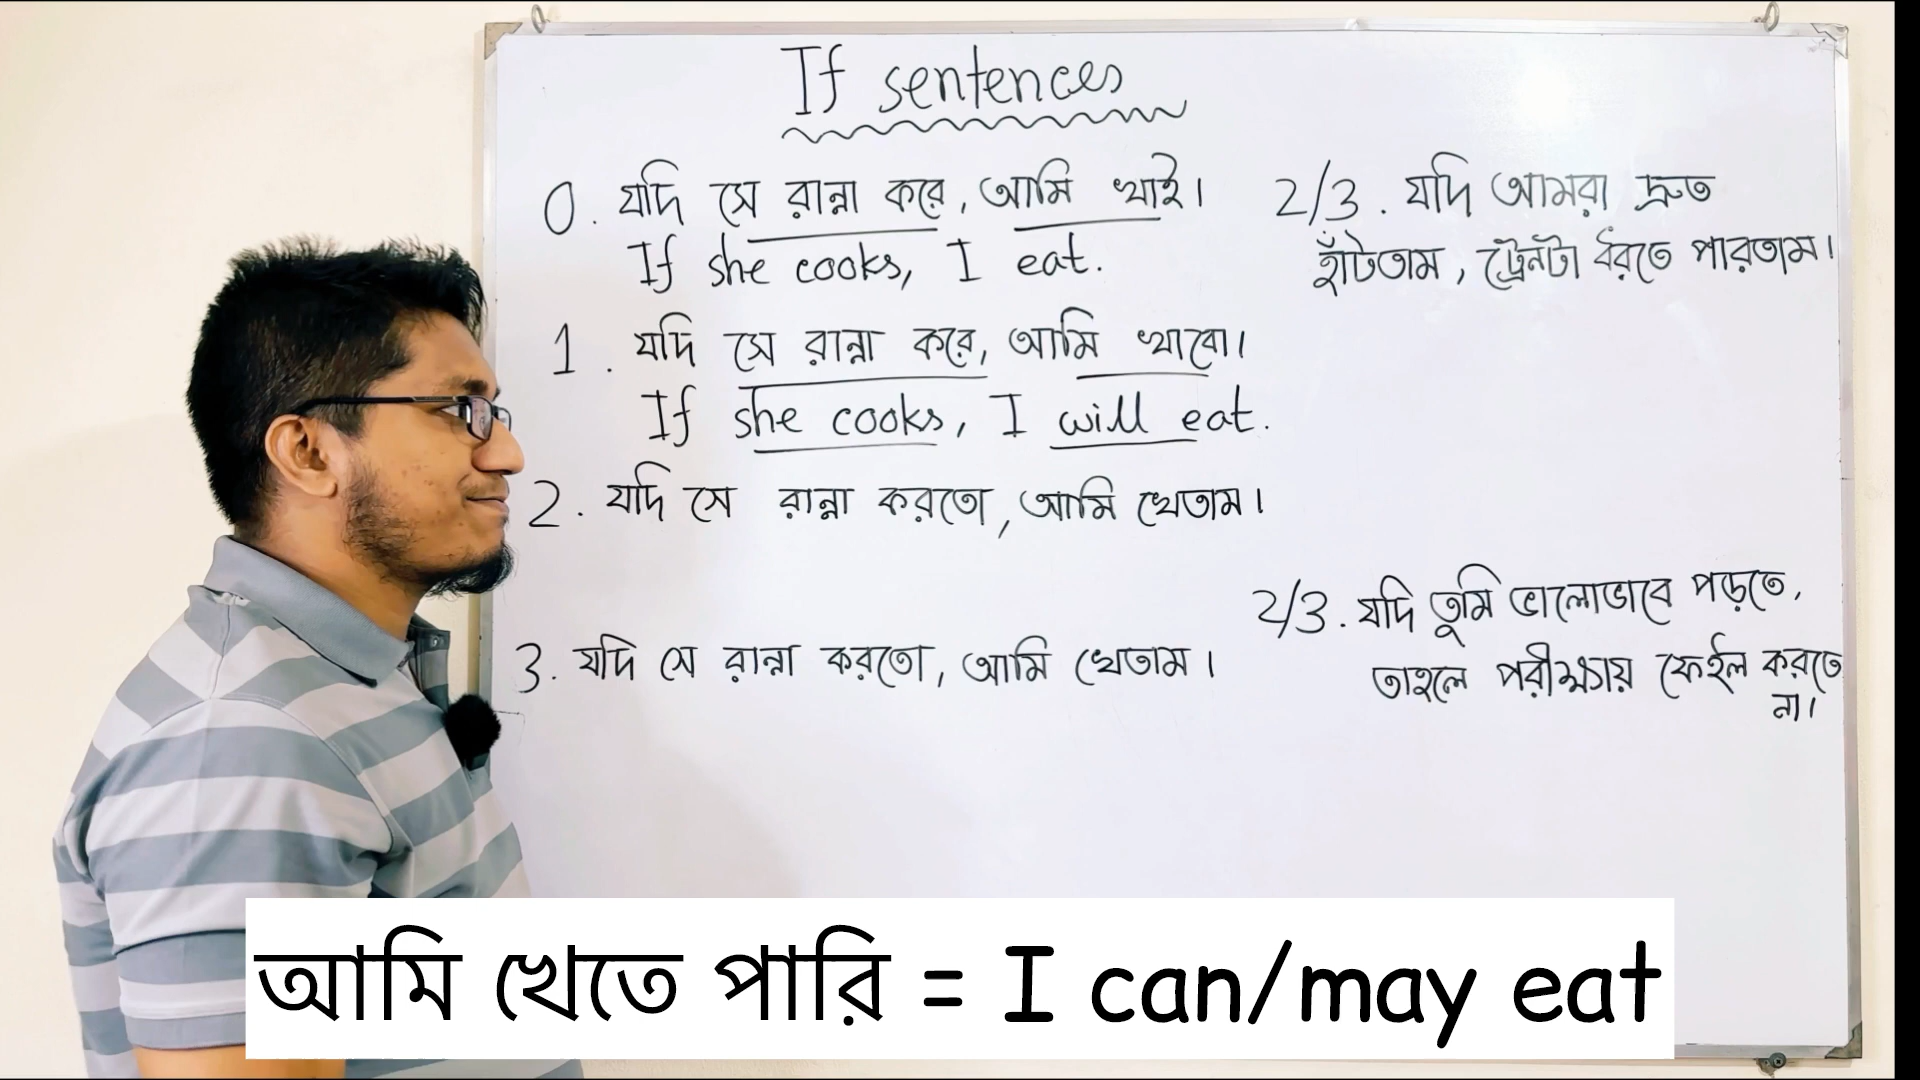 If sentences
0. যদি সে রান্না করে, আমি খাই।
If she cooks, I eat.
1. যদি সে রান্না করে, আমি খাবো।
If she cooks, I will eat.
2. যদি সে রান্না করতো, আমি খেতাম।
3. যদি সে রান্না করতো, আমি খেতাম।
2/3. যদি আমরা দ্রুত
হাঁটতাম, ট্রেনটা ধরতে পারতাম।
2/3. যদি তুমি ভালোভাবে পড়তে,
তাহলে পরীক্ষায় ফেইল করতে
না।
আমি খেতে পারি = I can/may eat